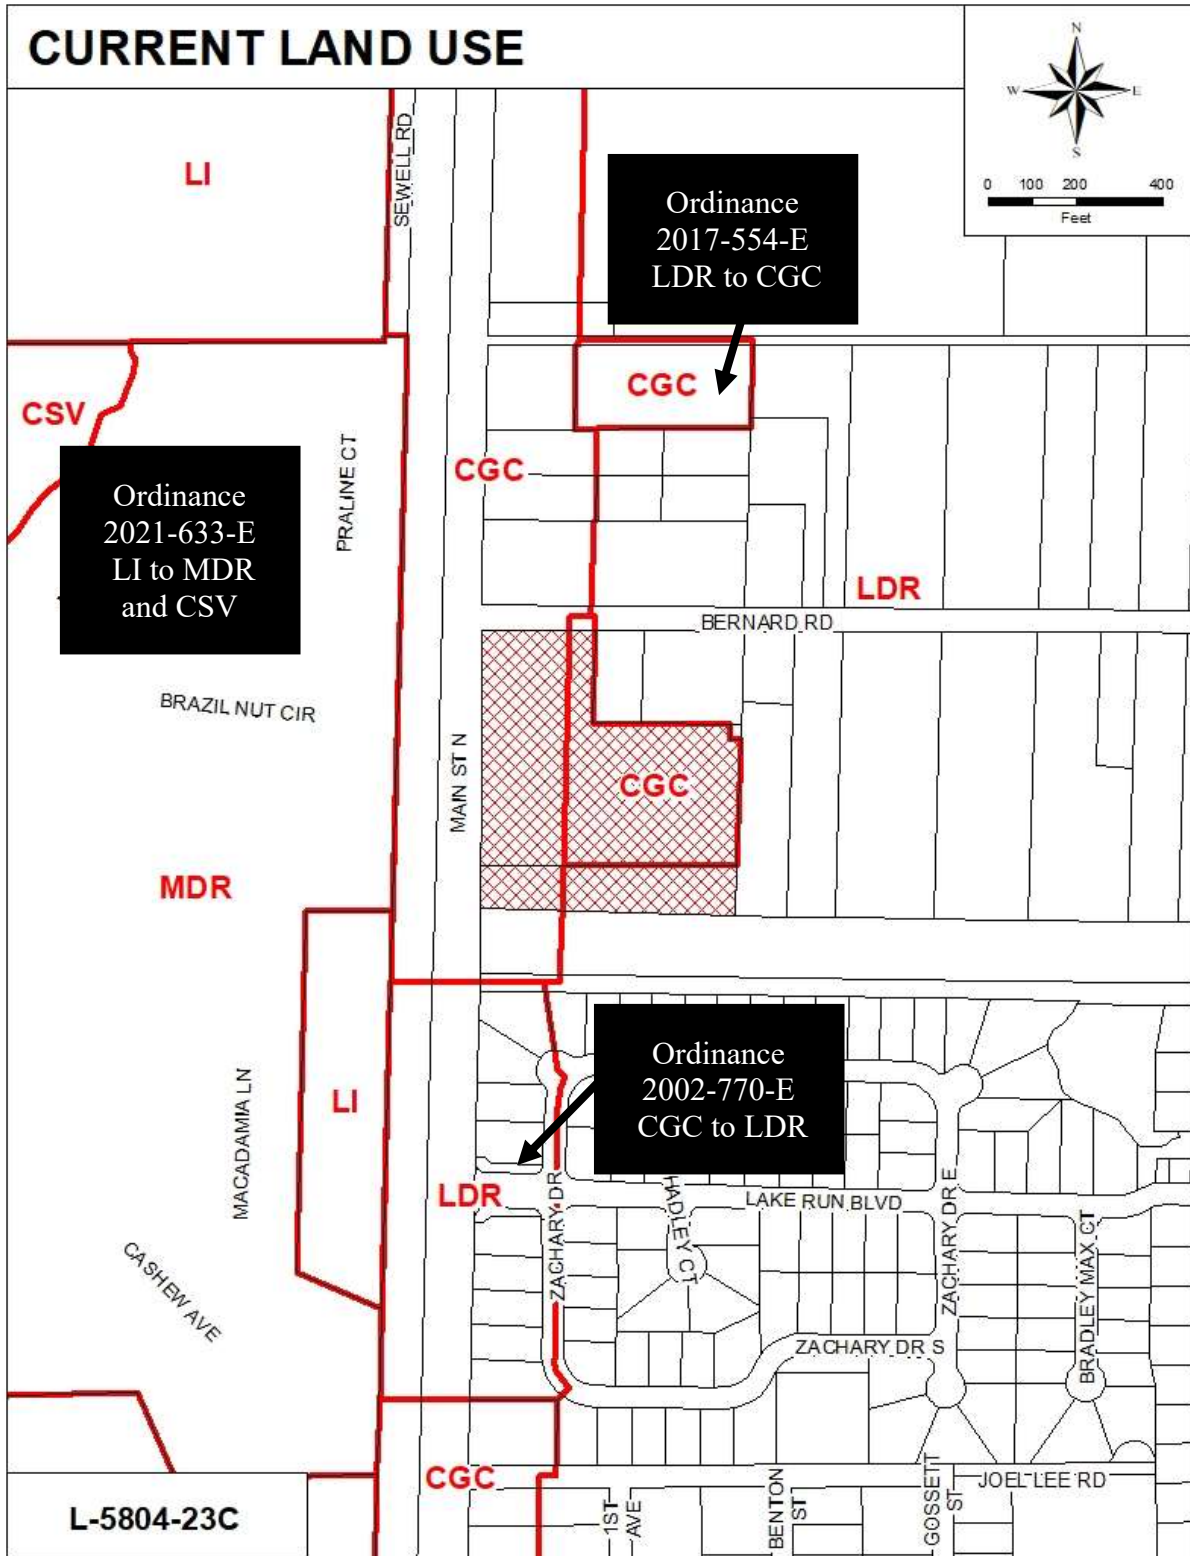 CURRENT LAND USE
N
W
E
S
0 100 200 400
Feet
LI
SEWELL RD
Ordinance
2017-554-E
LDR to CGC
CGC
CSV
CGC
PRALINE CT
Ordinance
2021-633-E
LI to MDR
and CSV
LDR
BERNARD RD
BRAZIL NUT CIR
MAIN ST N
CGC
MDR
Ordinance
2002-770-E
CGC to LDR
LI
MACADAMIA LN
LDR
ZACHARY DR
HADLEY CT
LAKE RUN BLVD
ZACHARY DR E
BRADLEY MAX CT
CASHEW AVE
ZACHARY DR S
CGC
JOEL LEE RD
1ST
AVE
BENTON
ST
GOSSETT
ST
L-5804-23C